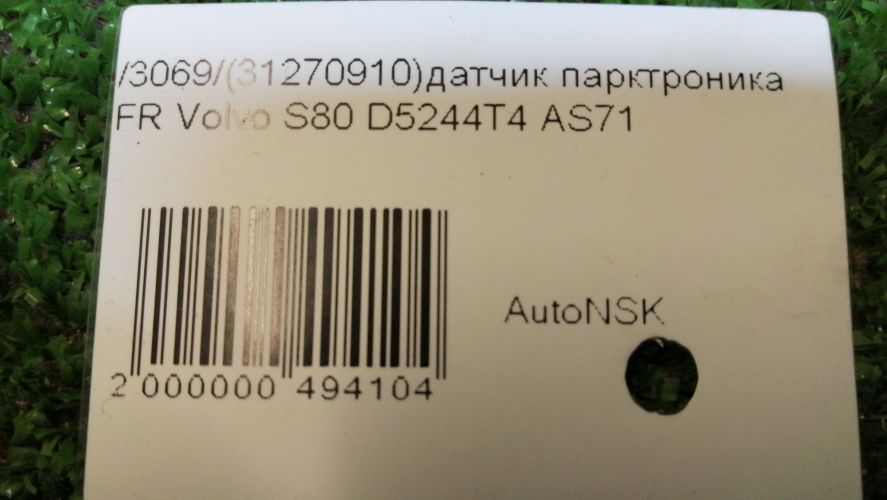 /3069/(31270910)датчик парктроника
FR Volvo S80 D5244T4 AS71
AutoNSK
2 000000 494104